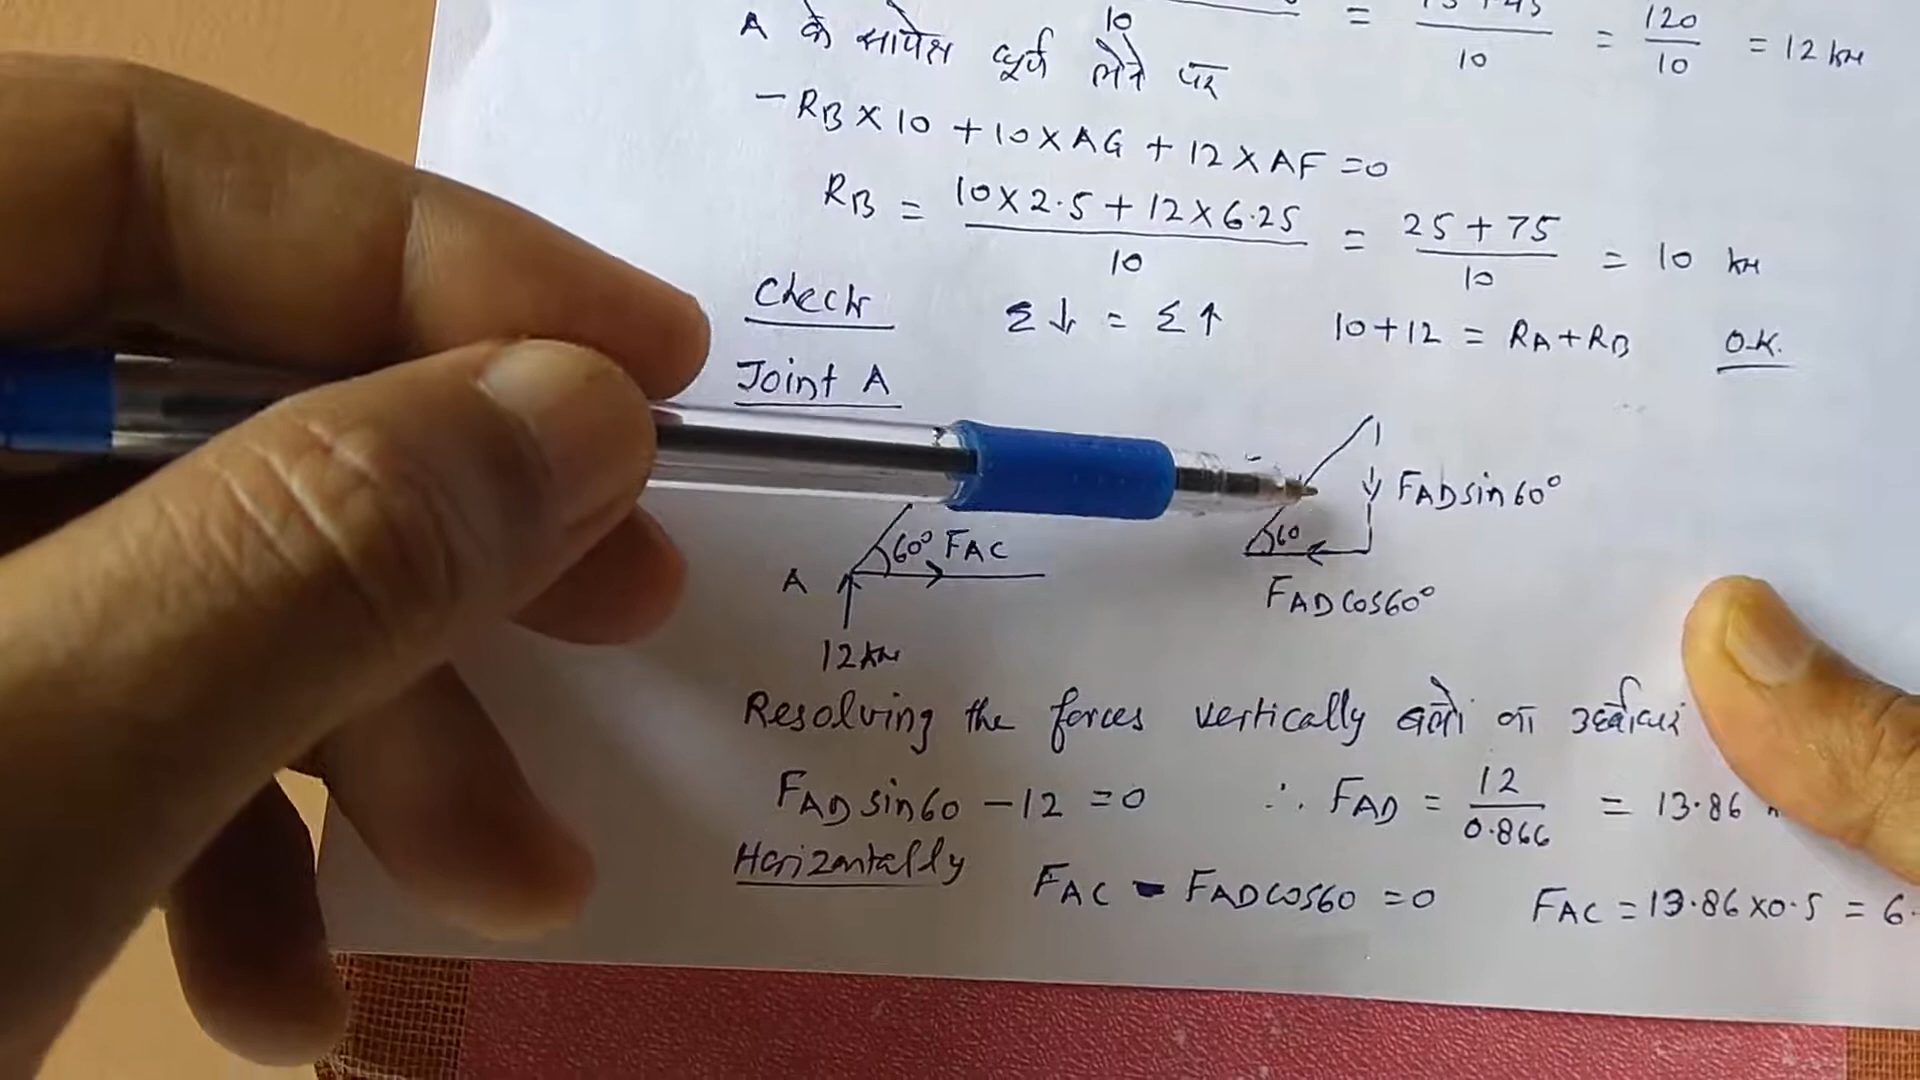 10 = 75+45/10 = 120/10 = 12 kN
A के सापेक्ष घूर्ण लेने पर
- RB × 10 + 10 × AG + 12 × AF = 0
RB = 10×2.5 + 12×6.25/10 = 25 + 75/10 = 10 kN
Check Σ↓ = Σ↑ 10+12 = RA+RB O.K.
Joint A
60° FAC
A
12 kN
FAD sin 60°
60
FAD cos60°
Resolving the forces vertically बलों का
FAD sin60 - 12 = 0 ∴ FAD = 12/0.866 = 13.86
Horizontally FAC - FAD cos60 = 0 FAC = 13.86 × 0.5 = 6.